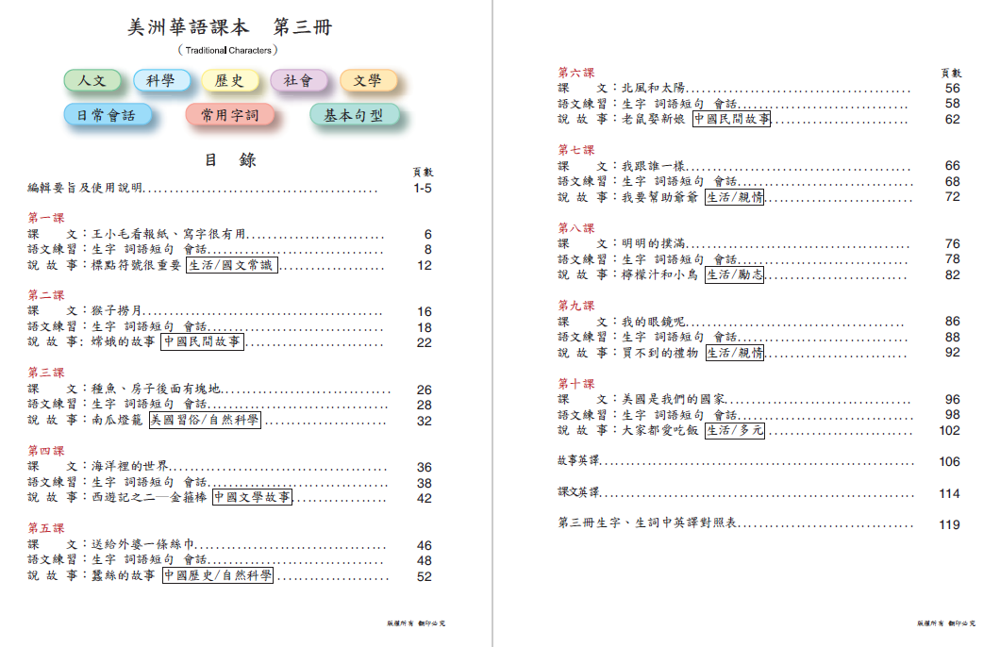 美洲華語課本 第三冊
( Traditional Characters )
人文 科學 歷史 社會 文學
日常會話 常用字詞 基本句型
目 錄
頁數
編輯要旨及使用說明........................................ 1-5
第一課
課 文：王小毛看報紙、寫字很有用........................ 6
語文練習：生字 詞語短句 會話.............................. 8
說 故 事：標點符號很重要 生活/國文常識 .................. 12
第二課
課 文：猴子撈月......................................... 16
語文練習：生字 詞語短句 會話.............................. 18
說 故 事: 嫦娥的故事 中國民間故事 ........................ 22
第三課
課 文：種魚、房子後面有塊地............................. 26
語文練習：生字 詞語短句 會話.............................. 28
說 故 事：南瓜燈籠 美國習俗/自然科學 ..................... 32
第四課
課 文：海洋裡的世界..................................... 36
語文練習：生字 詞語短句 會話.............................. 38
說 故 事：西遊記之二─金箍棒 中國文學故事................ 42
第五課
課 文：送給外婆一條絲巾................................. 46
語文練習：生字 詞語短句 會話.............................. 48
說 故 事：蠶絲的故事 中國歷史/自然科學 ................... 52
版權所有 翻印必究
第六課 頁數
課 文：北風和太陽...................................... 56
語文練習：生字 詞語短句 會話.............................. 58
說 故 事：老鼠娶新娘 中國民間故事........................ 62
第七課
課 文：我跟誰一樣...................................... 66
語文練習：生字 詞語短句 會話.............................. 68
說 故 事：我要幫助爺爺 生活/親情......................... 72
第八課
課 文：明明的撲滿...................................... 76
語文練習：生字 詞語短句 會話.............................. 78
說 故 事：檸檬汁和小鳥 生活/勵志........................ 82
第九課
課 文：我的眼鏡呢..................................... 86
語文練習：生字 詞語短句 會話.............................. 88
說 故 事：買不到的禮物 生活/親情........................ 92
第十課
課 文：美國是我們的國家................................ 96
語文練習：生字 詞語短句 會話.............................. 98
說 故 事：大家都愛吃飯 生活/多元 ........................ 102
故事英譯..................................................... 106
課文英譯..................................................... 114
第三冊生字、生詞中英譯對照表.............................. 119
版權所有 翻印必究